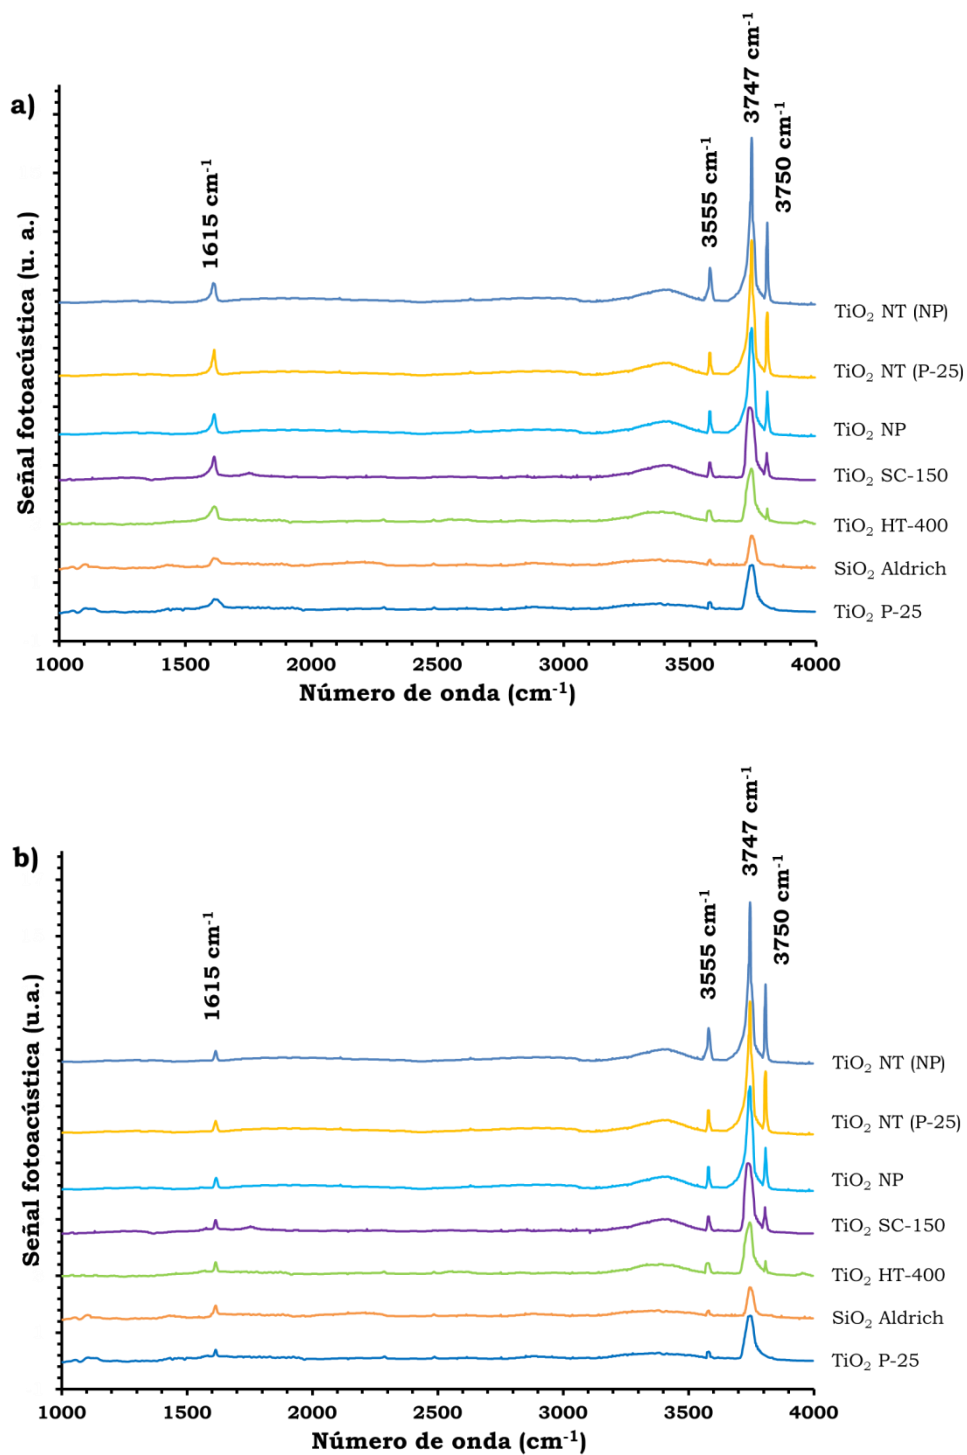 a)
3747 cm-1
3750 cm-1
3555 cm-1
1615 cm-1
Señal fotoacústica (u. a.)
TiO2 NT (NP)
TiO2 NT (P-25)
TiO2 NP
TiO2 SC-150
TiO2 HT-400
SiO2 Aldrich
TiO2 P-25
1000 1500 2000 2500 3000 3500 4000
Número de onda (cm-1)
b)
3747 cm-1
3750 cm-1
3555 cm-1
1615 cm-1
Señal fotoacústica (u.a.)
TiO2 NT (NP)
TiO2 NT (P-25)
TiO2 NP
TiO2 SC-150
TiO2 HT-400
SiO2 Aldrich
TiO2 P-25
1000 1500 2000 2500 3000 3500 4000
Número de onda (cm-1)